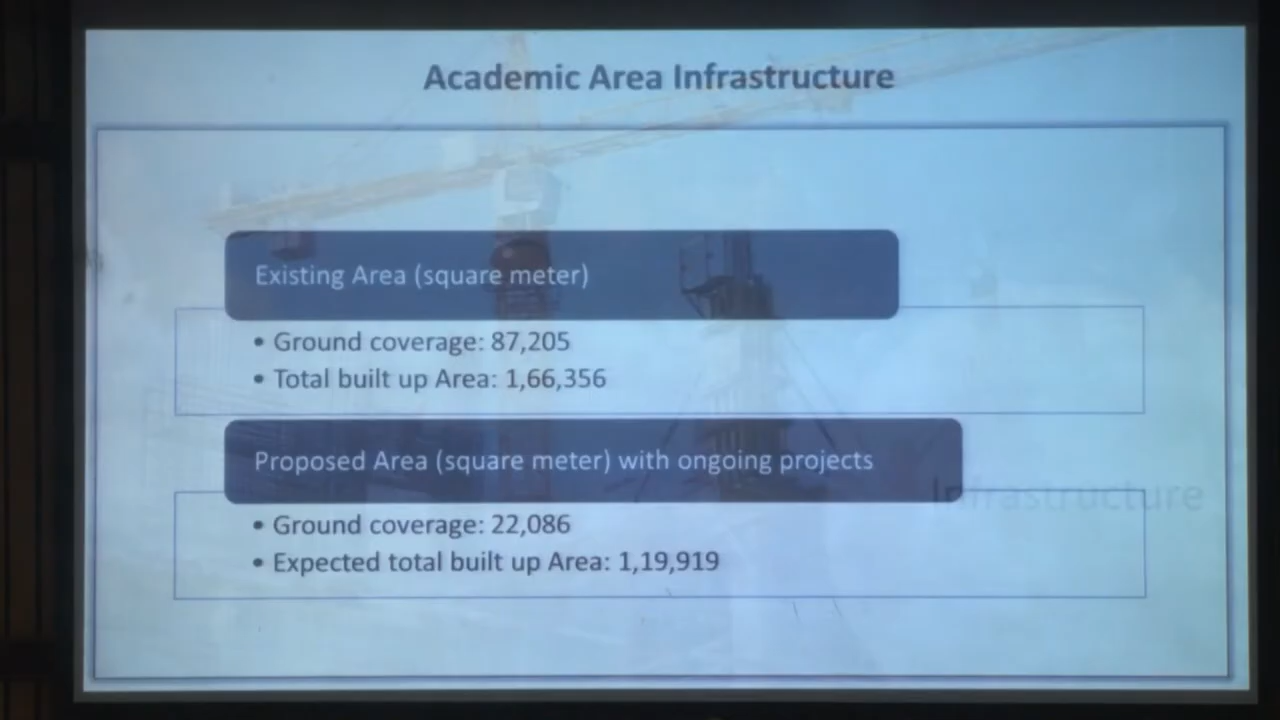 Academic Area Infrastructure
Existing Area (square meter)
• Ground coverage: 87,205
• Total built up Area: 1,66,356
Proposed Area (square meter) with ongoing projects
Infrastructure
• Ground coverage: 22,086
• Expected total built up Area: 1,19,919